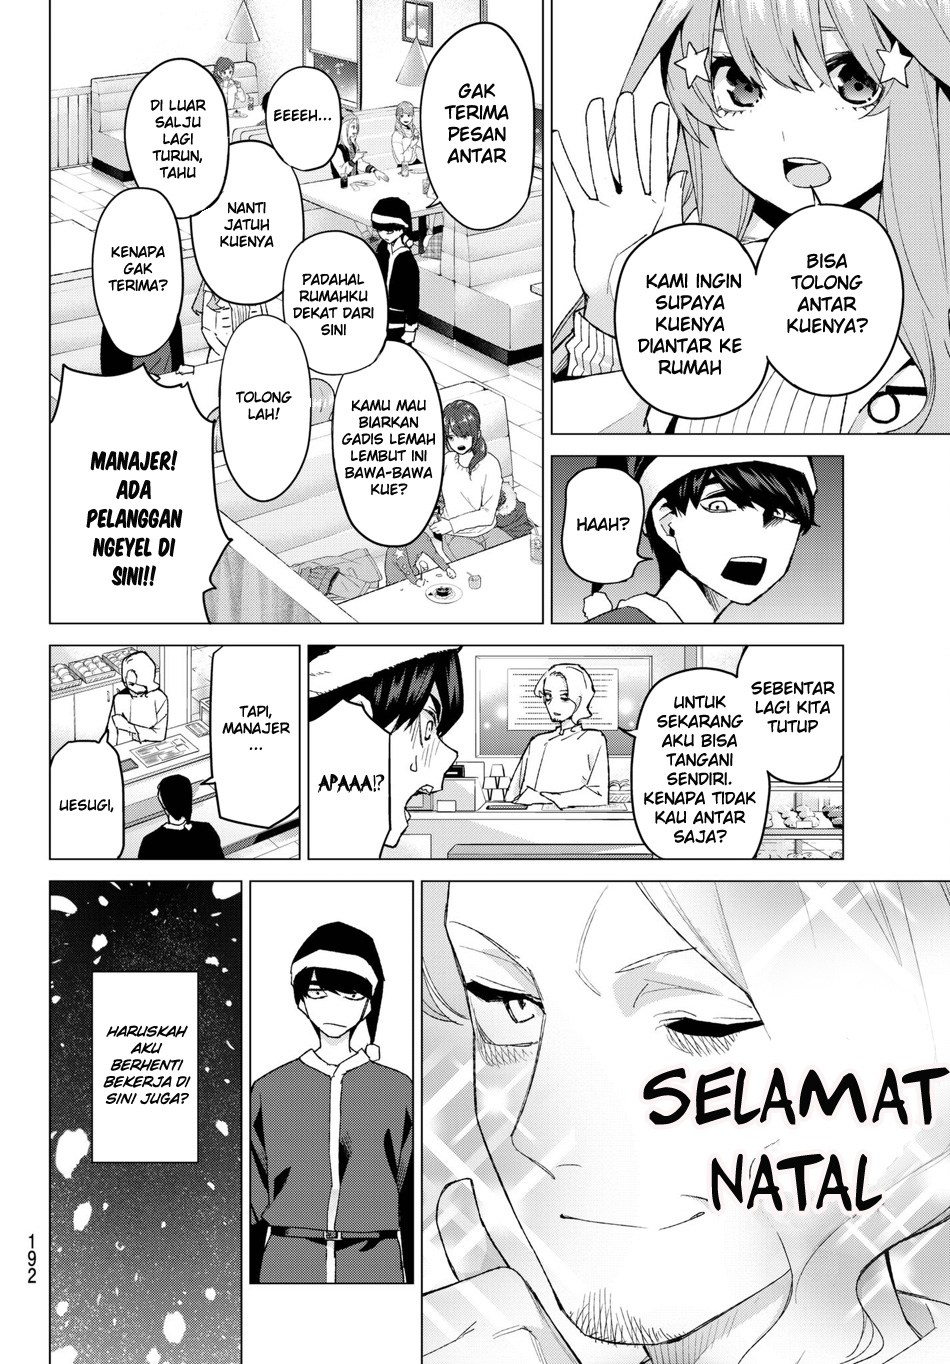 BISA
TOLONG
ANTAR
KUENYA?
KAMI INGIN
SUPAYA
KUENYA
DIANTAR KE
RUMAH
HAAH?
GAK
TERIMA
PESAN
ANTAR
EEEEH...
DI LUAR
SALJU
LAGI
TURUN,
TAHU
NANTI
JATUH
KUENYA
KENAPA
GAK
TERIMA?
PADAHAL
RUMAHKU
DEKAT DARI
SINI
TOLONG
LAH!
KAMU MAU
BIARKAN
GADIS LEMAH
LEMBUT INI
BAWA-BAWA
KUE?
MANAJER!
ADA
PELANGGAN
NGEYEL DI
SINI!!
SEBENTAR
LAGI KITA
TUTUP
UNTUK
SEKARANG
AKU BISA
TANGANI
SENDIRI.
KENAPA TIDAK
KAU ANTAR
SAJA?
APAAA!?
TAPI,
MANAJER
...
UESUGI,
SELAMAT
NATAL
HARUSKAH
AKU
BERHENTI
BEKERJA DI
SINI JUGA?
192